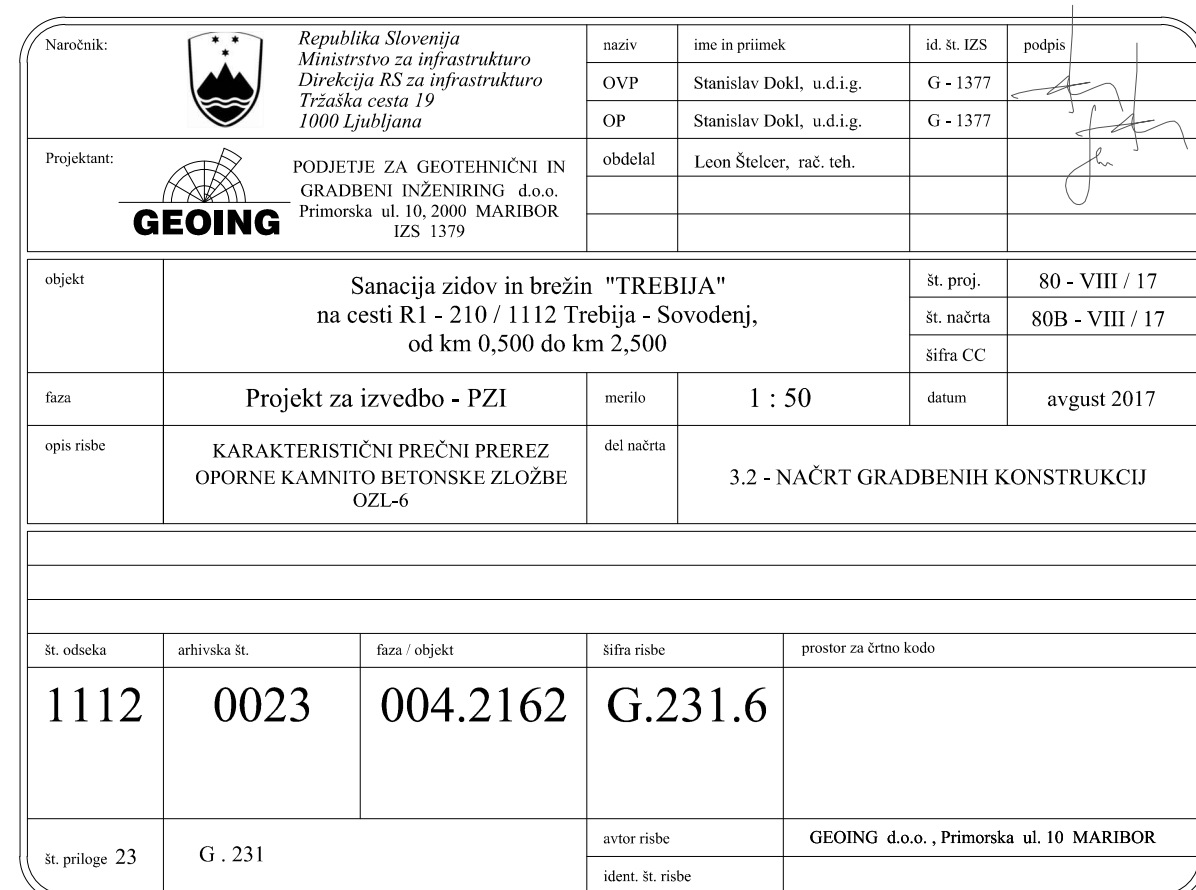 Naročnik:
Republika Slovenija
Ministrstvo za infrastrukturo
Direkcija RS za infrastrukturo
Tržaška cesta 19
1000 Ljubljana
naziv ime in priimek id. št. IZS podpis
OVP Stanislav Dokl, u.d.i.g. G - 1377
OP Stanislav Dokl, u.d.i.g. G - 1377
obdelal Leon Štelcer, rač. teh.
Projektant:
GEOING
PODJETJE ZA GEOTEHNIČNI IN
GRADBENI INŽENIRING d.o.o.
Primorska ul. 10, 2000 MARIBOR
IZS 1379
objekt
Sanacija zidov in brežin "TREBIJA"
na cesti R1 - 210 / 1112 Trebija - Sovodenj,
od km 0,500 do km 2,500
št. proj. 80 - VIII / 17
št. načrta 80B - VIII / 17
šifra CC
faza Projekt za izvedbo - PZI merilo 1 : 50 datum avgust 2017
opis risbe
KARAKTERISTIČNI PREČNI PREREZ
OPORNE KAMNITO BETONSKE ZLOŽBE
OZL-6
del načrta
3.2 - NAČRT GRADBENIH KONSTRUKCIJ
št. odseka arhivska št. faza / objekt šifra risbe prostor za črtno kodo
1112 0023 004.2162 G.231.6
št. priloge 23 G . 231
avtor risbe GEOING d.o.o. , Primorska ul. 10 MARIBOR
ident. št. risbe